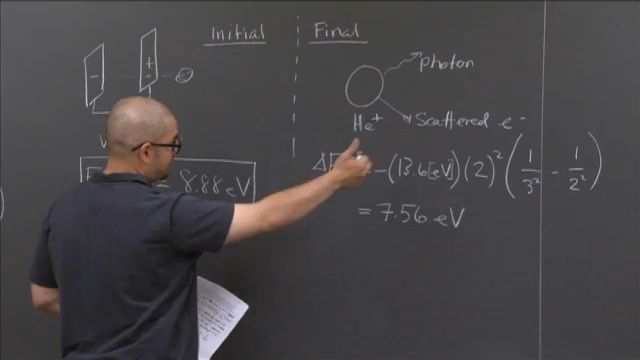 Initial
Final
- +
photon
He⁺
Scattered e⁻
V
= 8.88 eV
ΔE = -(13.6[eV])(2)²(1/3² - 1/2²)
= 7.56 eV
)